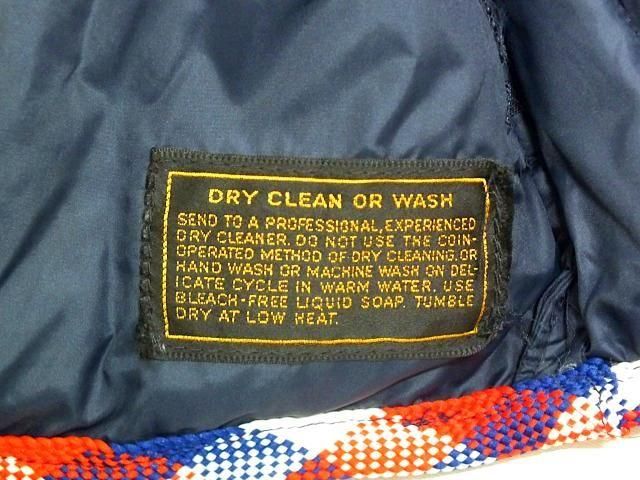 DRY CLEAN OR WASH
SEND TO A PROFESSIONAL, EXPERIENCED
DRY CLEANER. DO NOT USE THE COIN-
OPERATED METHOD OF DRY CLEANING. OR
HAND WASH OR MACHINE WASH ON DEL-
ICATE CYCLE IN WARM WATER. USE
BLEACH-FREE LIQUID SOAP. TUMBLE
DRY AT LOW HEAT.